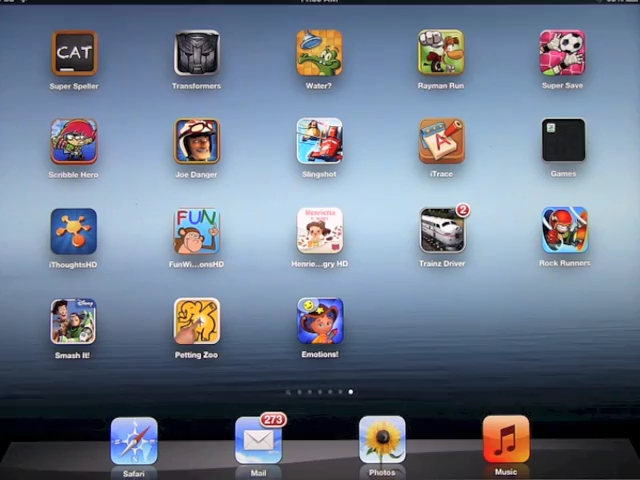 CAT
Super Speller
Transformers
Water?
Rayman Run
Super Save
Scribble Hero
Joe Danger
Slingshot
A
iTrace
Games
iThoughtsHD
FUN
FunWi...onsHD
Henrietta
Henrie...gry HD
2
Trainz Driver
Rock Runners
Disney
Smash It!
Petting Zoo
Emotions!
Safari
273
Mail
Photos
Music